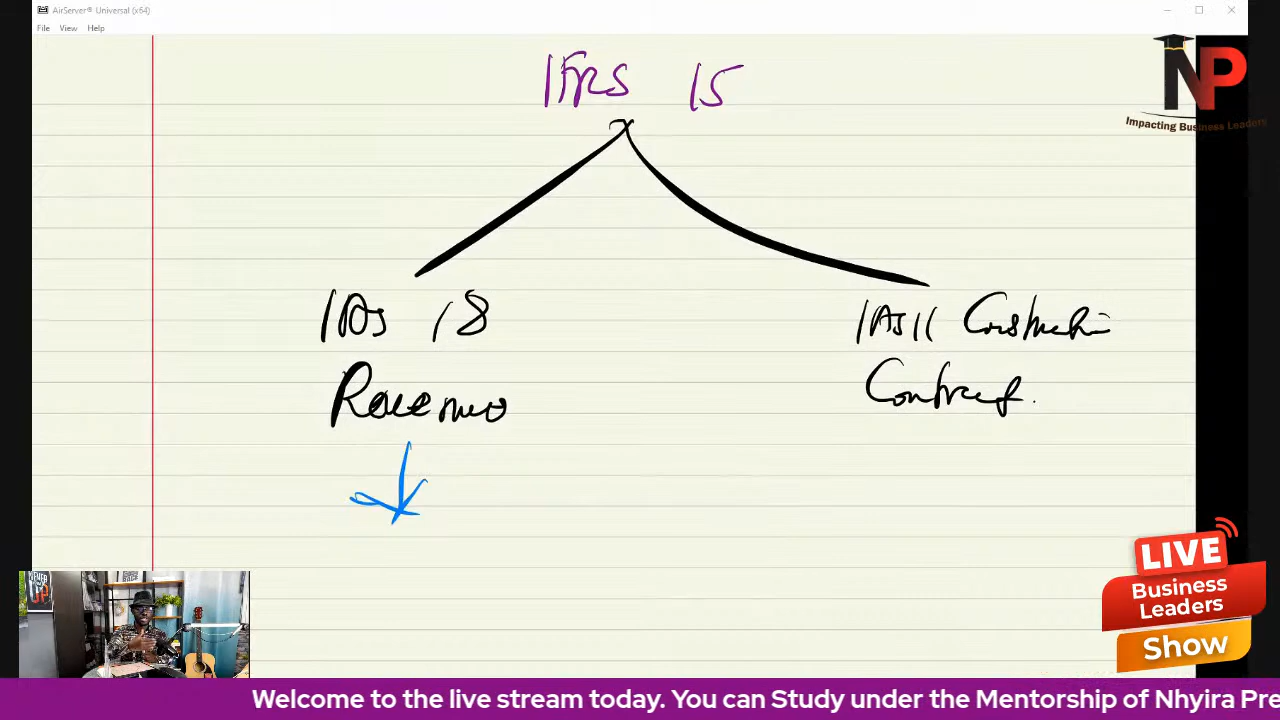 AirServer® Universal (x64)
File View Help
IFRS 15
NP
Impacting Business Leaders
IAS 18
Revenue
IAS 11 Construction
Contract.
LIVE
Business
Leaders
Show
Welcome to the live stream today. You can Study under the Mentorship of Nhyira Pre